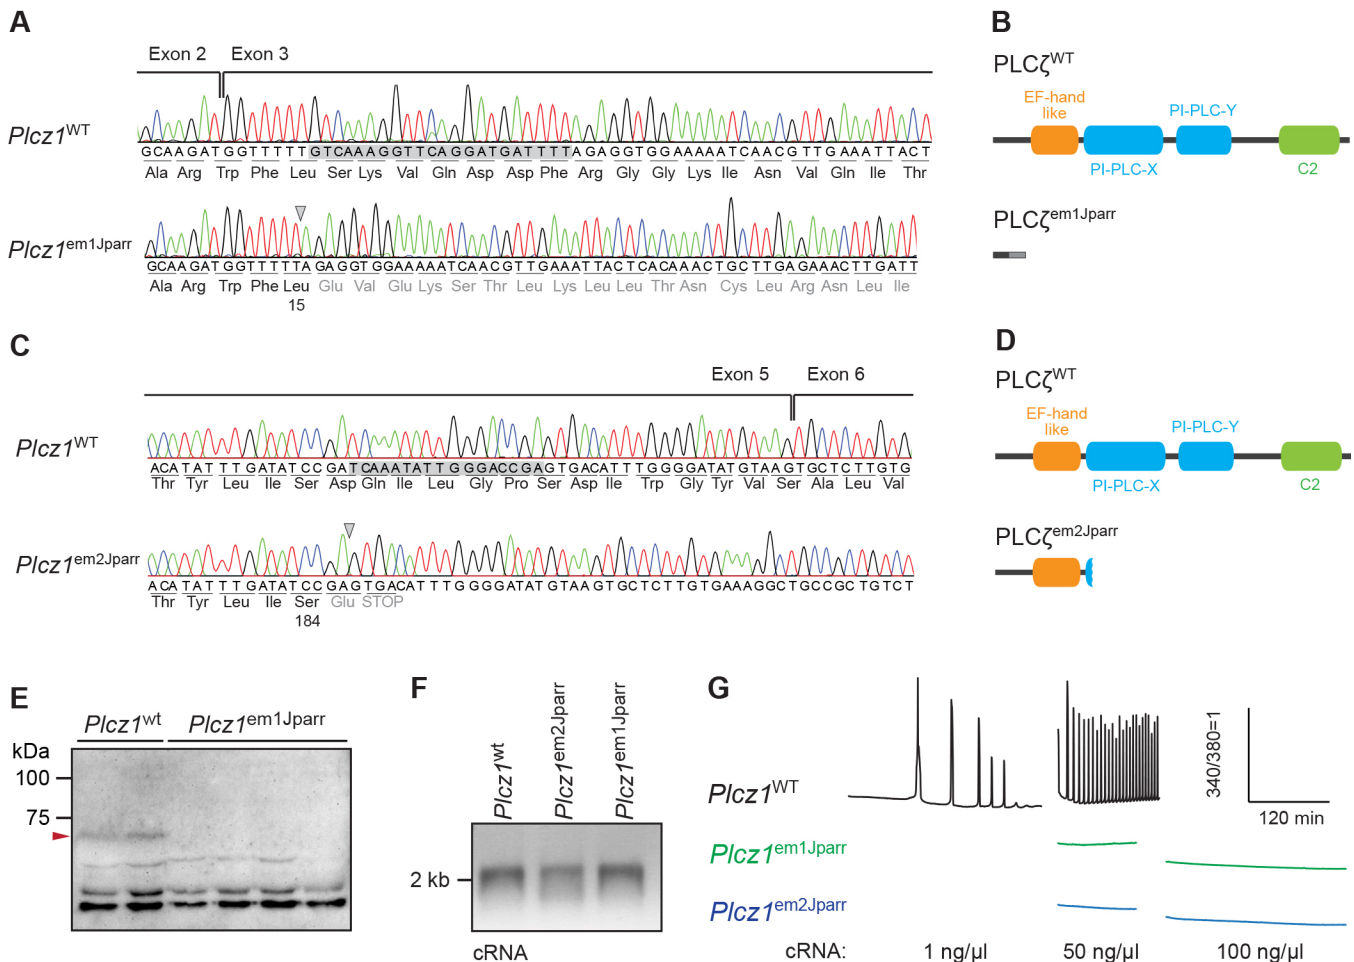 A
Exon 2 Exon 3
Plcz1WT
GCAAGATGGTTTTTGTCAAAGGTTCAGGATGATTTTAGAGGTGGAAAAATCAACGTTGAAATTACT
Ala Arg Trp Phe Leu Ser Lys Val Gln Asp Asp Phe Arg Gly Gly Lys Ile Asn Val Gln Ile Thr
Plcz1em1Jparr
GCAAGATGGTTTTTAGAGGTGGAAAAATCAACGTTGAAATTACTCACAAACTGCTTGAGAAACTTGATT
Ala Arg Trp Phe Leu Glu Val Glu Lys Ser Thr Leu Lys Leu Leu Thr Asn Cys Leu Arg Asn Leu Ile
15
B
PLCζWT
EF-hand
like
PI-PLC-Y
PI-PLC-X
C2
PLCζem1Jparr
C
Exon 5 Exon 6
Plcz1WT
ACATATTTGATATCCGATCAAATATTGGGACCGAGTGACATTTGGGGATATGTAAGTGCTCTTGTG
Thr Tyr Leu Ile Ser Asp Gln Ile Leu Gly Pro Ser Asp Ile Trp Gly Tyr Val Ser Ala Leu Val
Plcz1em2Jparr
ACATATTTGATATCCGAGTGACATTTGGGGATATGTAAGTGCTCTTGTGAAAGGCTGCCGCTGTCT
Thr Tyr Leu Ile Ser Glu STOP
184
D
PLCζWT
EF-hand
like
PI-PLC-Y
PI-PLC-X
C2
PLCζem2Jparr
E
Plcz1wt Plcz1em1Jparr
kDa
100
75
F
Plcz1wt
Plcz1em2Jparr
Plcz1em1Jparr
2 kb
cRNA
G
Plcz1WT
340/380=1
120 min
Plcz1em1Jparr
Plcz1em2Jparr
cRNA: 1 ng/µl 50 ng/µl 100 ng/µl